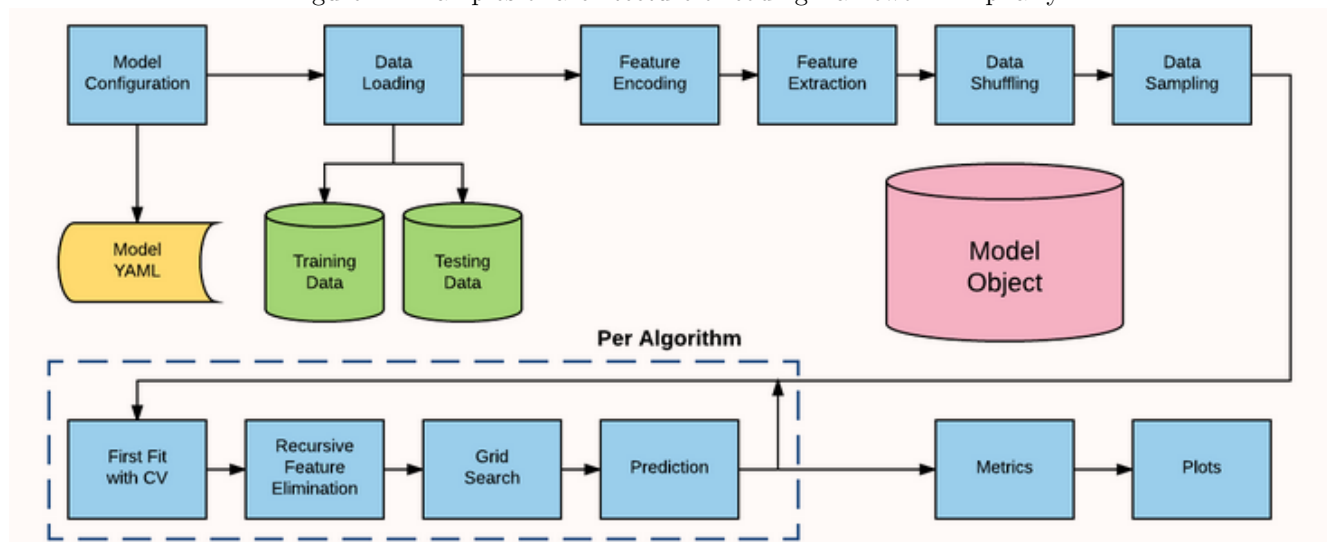 Model
Configuration
Data
Loading
Feature
Encoding
Feature
Extraction
Data
Shuffling
Data
Sampling
Model
YAML
Training
Data
Testing
Data
Model
Object
Per Algorithm
First Fit
with CV
Recursive
Feature
Elimination
Grid
Search
Prediction
Metrics
Plots